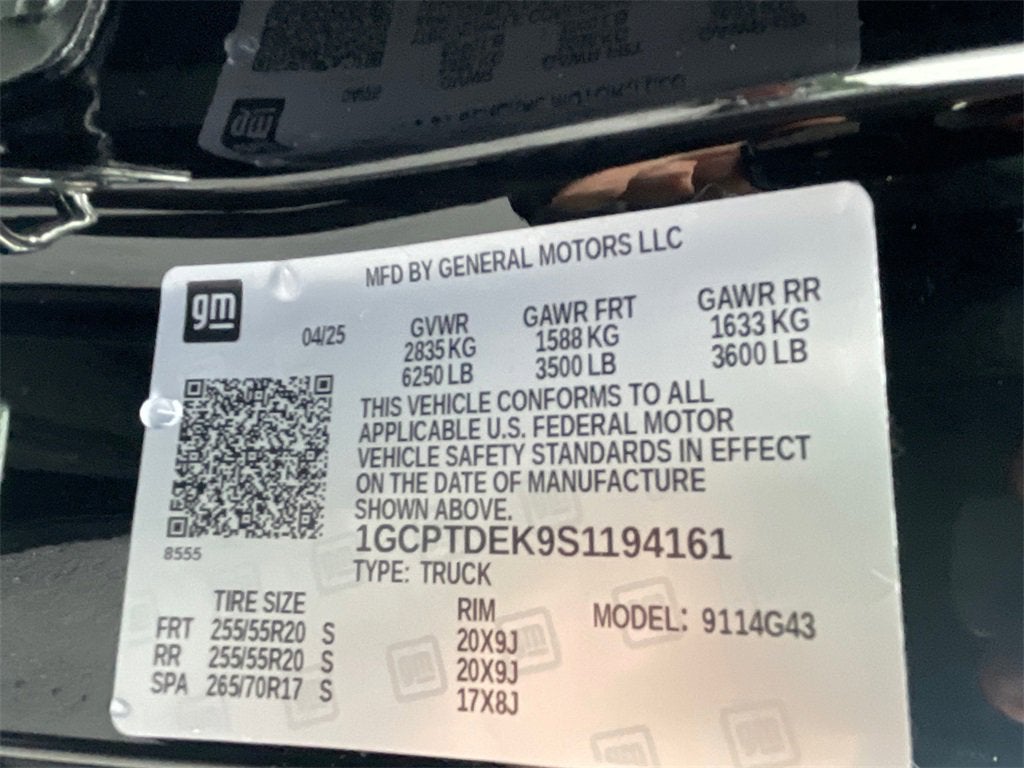 gm
MFD BY GENERAL MOTORS LLC
04/25
GVWR GAWR FRT GAWR RR
2835 KG 1588 KG 1633 KG
6250 LB 3500 LB 3600 LB
THIS VEHICLE CONFORMS TO ALL
APPLICABLE U.S. FEDERAL MOTOR
VEHICLE SAFETY STANDARDS IN EFFECT
ON THE DATE OF MANUFACTURE
SHOWN ABOVE.
8555
1GCPTDEK9S1194161
TYPE: TRUCK
TIRE SIZE RIM MODEL: 9114G43
FRT 255/55R20 S 20X9J
RR 255/55R20 S 20X9J
SPA 265/70R17 S 17X8J